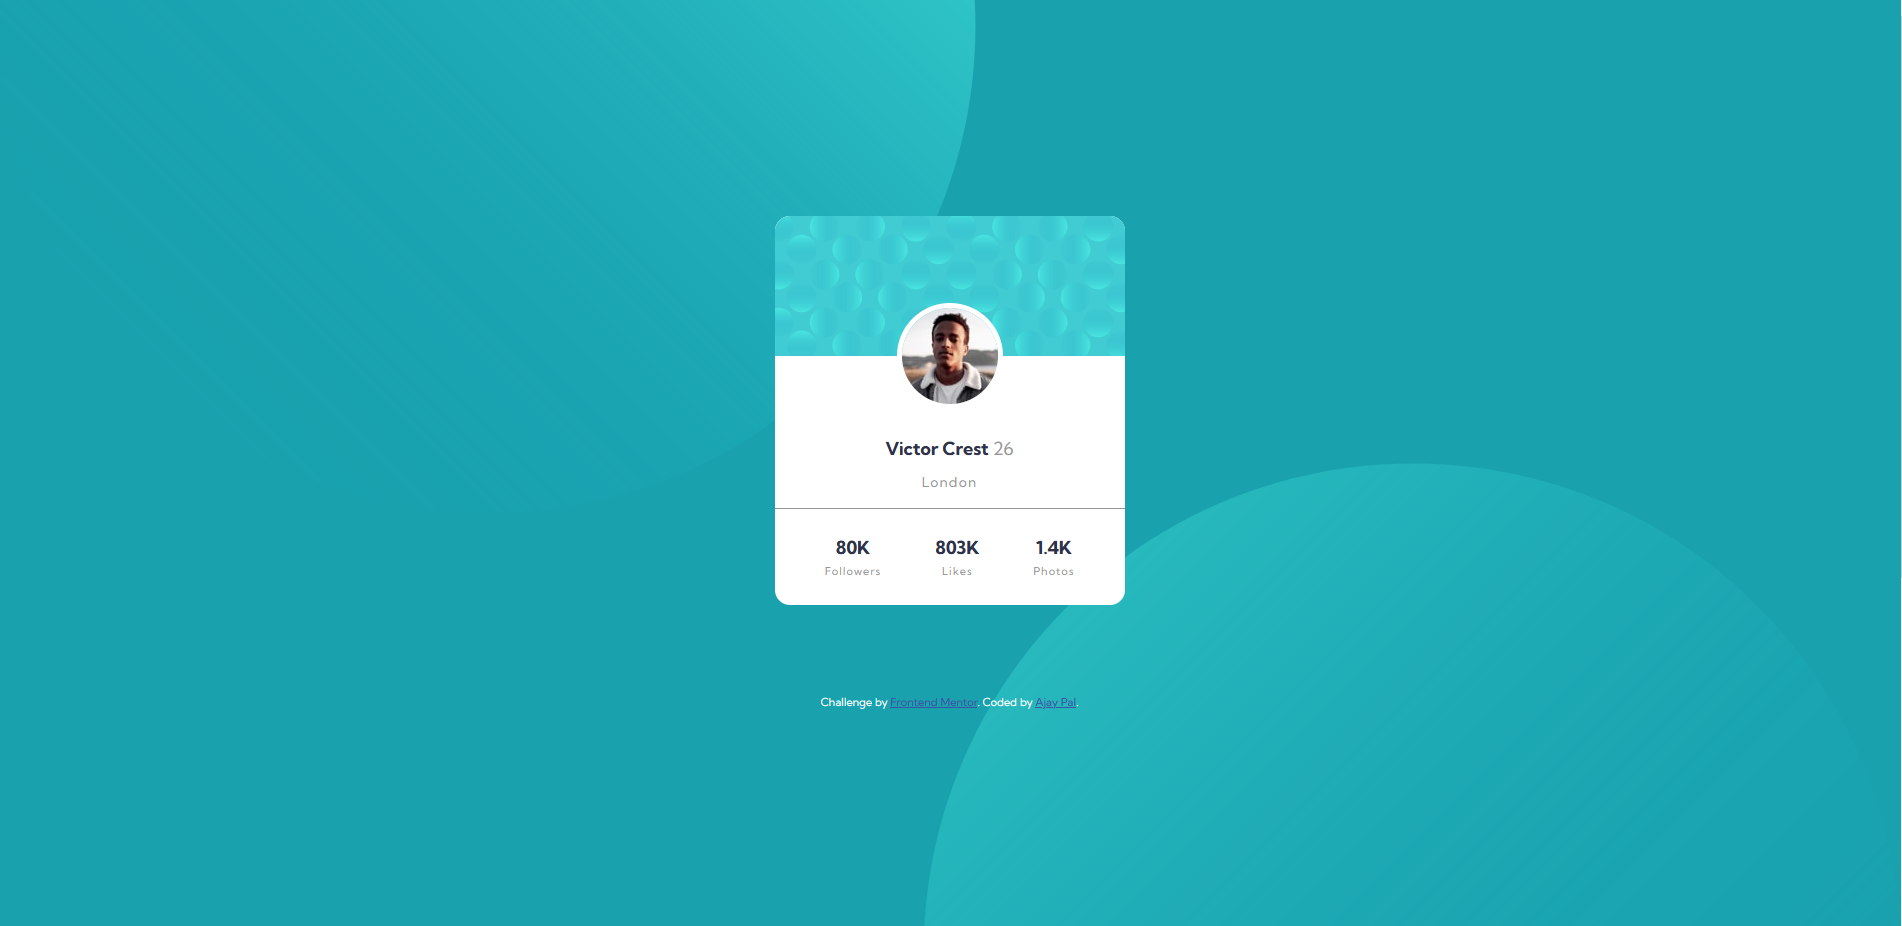 Victor Crest 26
London
80K 803K 1.4K
Followers Likes Photos
Challenge by Frontend Mentor. Coded by Ajay Pal.